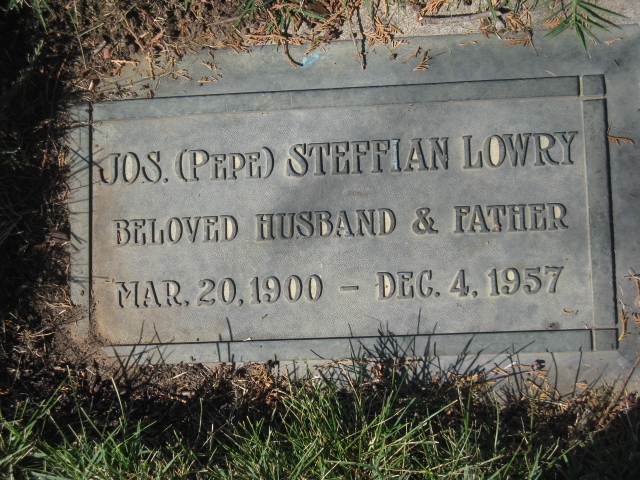 JOS. (PEPE) STEFFIAN LOWRY
BELOVED HUSBAND & FATHER
MAR. 20, 1900 – DEC. 4, 1957